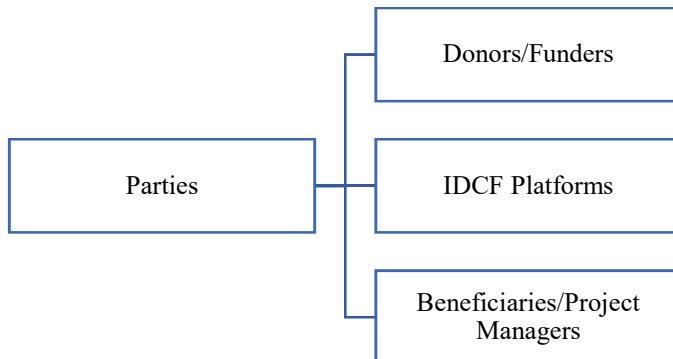 Donors/Funders
Parties
IDCF Platforms
Beneficiaries/Project
Managers